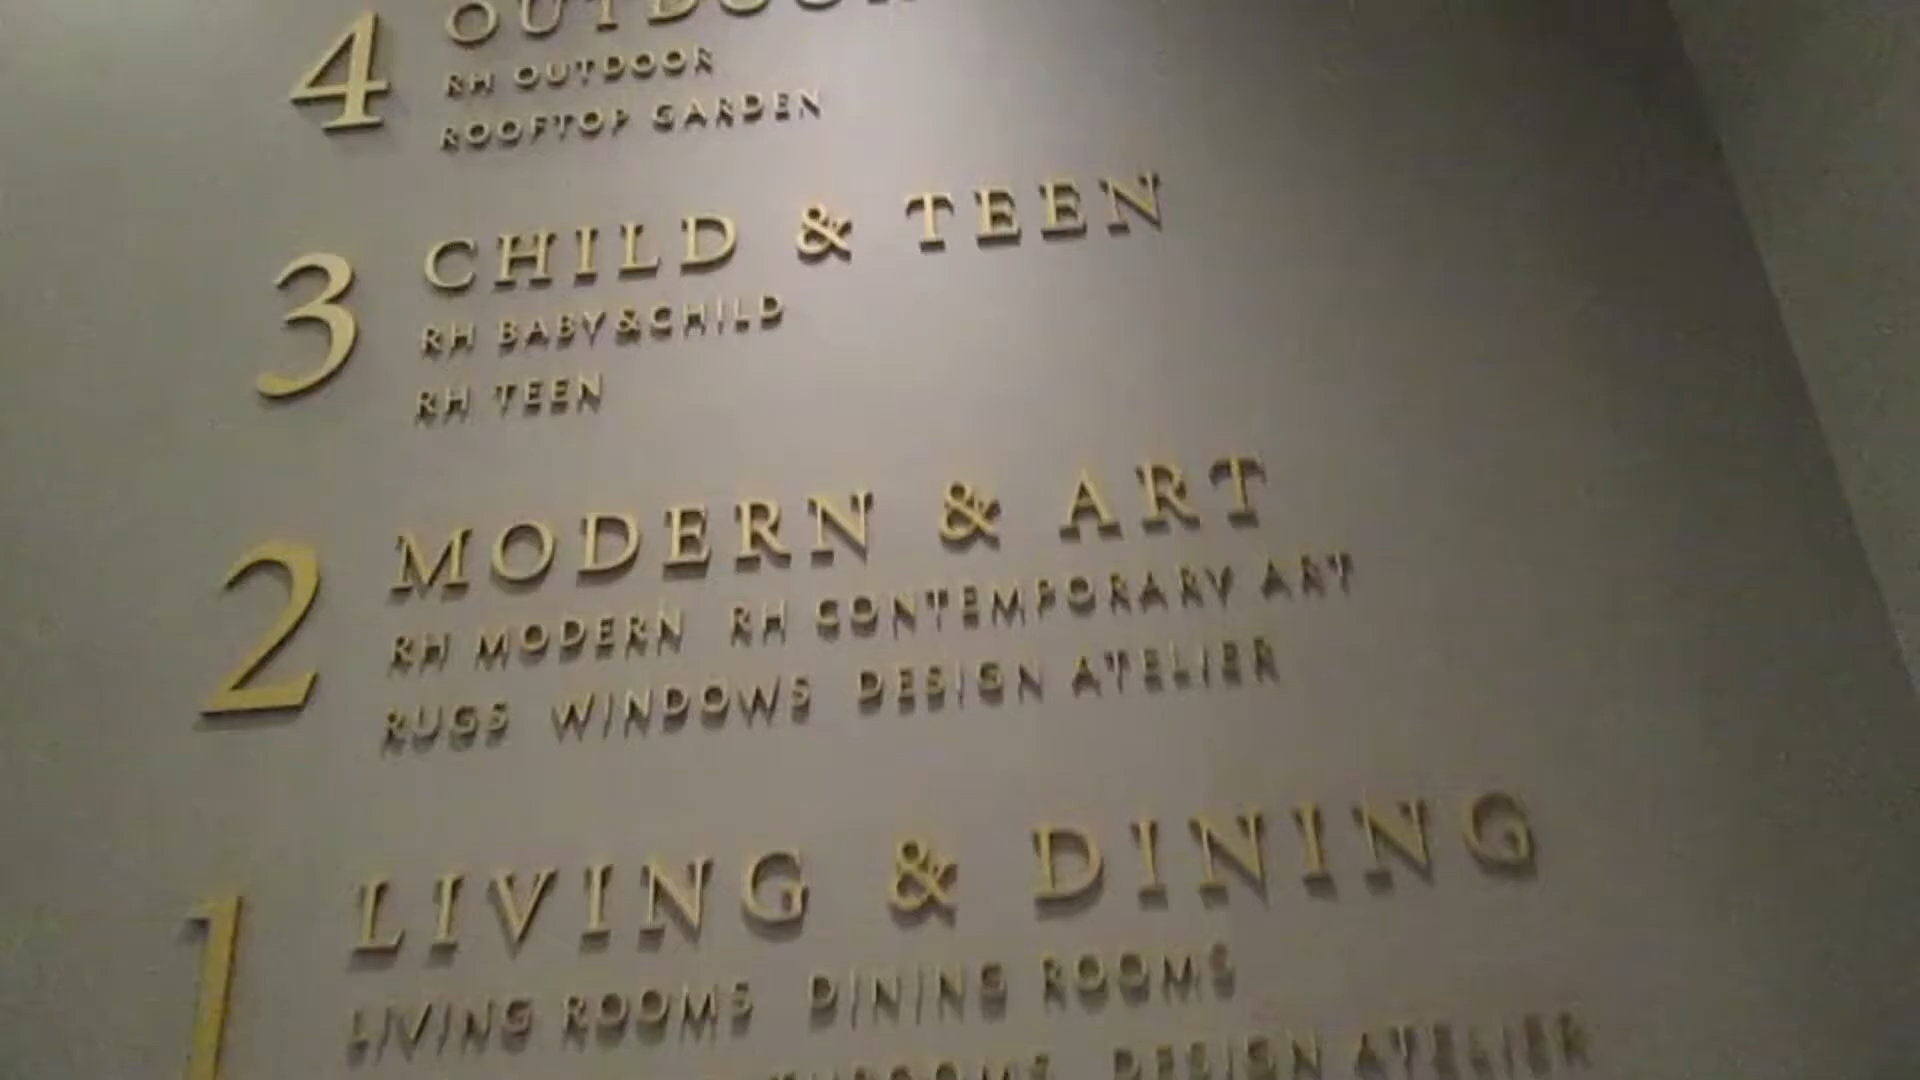 4 OUTDOOR
RH OUTDOOR
ROOFTOP GARDEN
3 CHILD & TEEN
RH BABY&CHILD
RH TEEN
2 MODERN & ART
RH MODERN RH CONTEMPORARY ART
RUGS WINDOWS DESIGN ATELIER
1 LIVING & DINING
LIVING ROOMS DINING ROOMS
DESIGN ATELIER